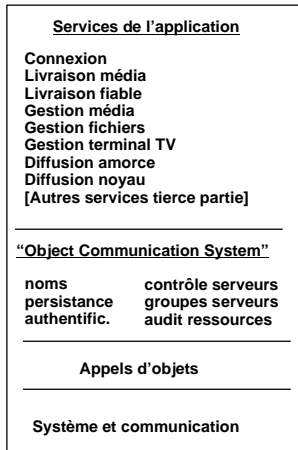 Services de l'application
Connexion
Livraison média
Livraison fiable
Gestion média
Gestion fichiers
Gestion terminal TV
Diffusion amorce
Diffusion noyau
[Autres services tierce partie]
“Object Communication System”
noms contrôle serveurs
persistance groupes serveurs
authentific. audit ressources
Appels d'objets
Système et communication